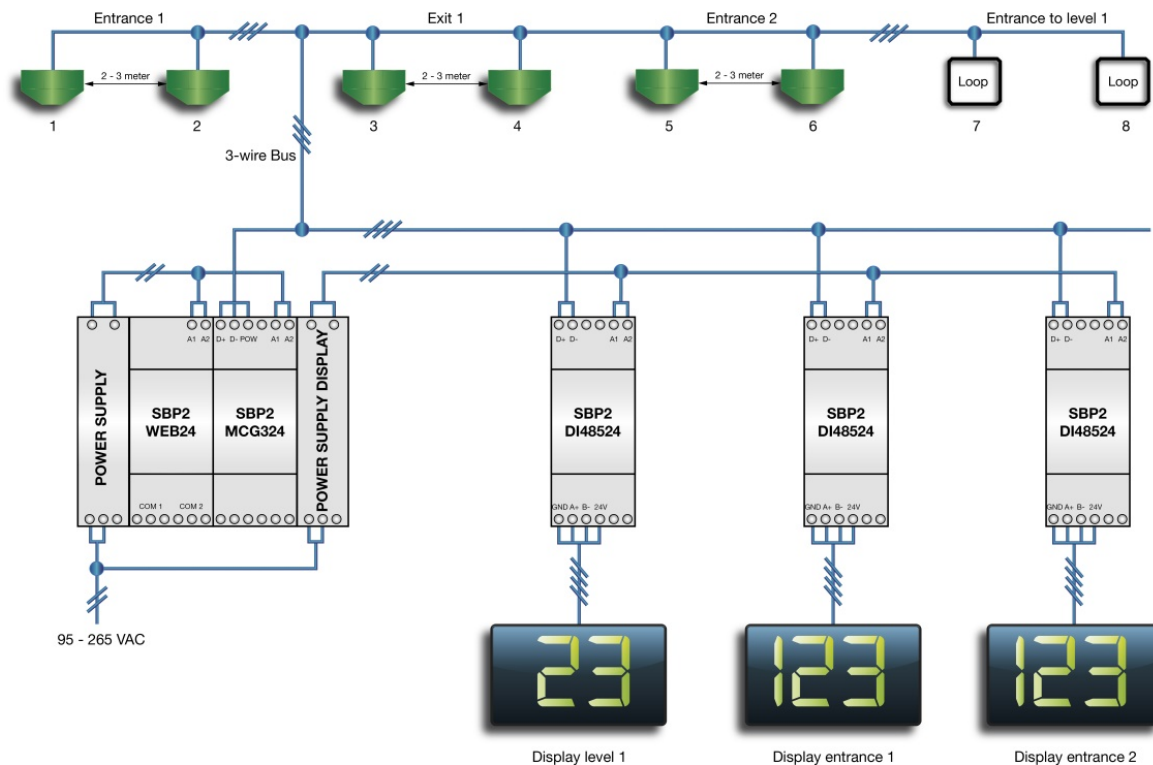 Entrance 1
Exit 1
Entrance 2
Entrance to level 1
2 - 3 meter
2 - 3 meter
2 - 3 meter
Loop
Loop
1
2
3
4
5
6
7
8
3-wire Bus
A1 A2
D+ D- POW A1 A2
D+ D- A1 A2
D+ D- A1 A2
D+ D- A1 A2
POWER SUPPLY
SBP2
WEB24
SBP2
MCG324
POWER SUPPLY DISPLAY
SBP2
DI48524
SBP2
DI48524
SBP2
DI48524
COM 1 COM 2
GND A+ B- 24V
GND A+ B- 24V
GND A+ B- 24V
95 - 265 VAC
23
123
123
Display level 1
Display entrance 1
Display entrance 2